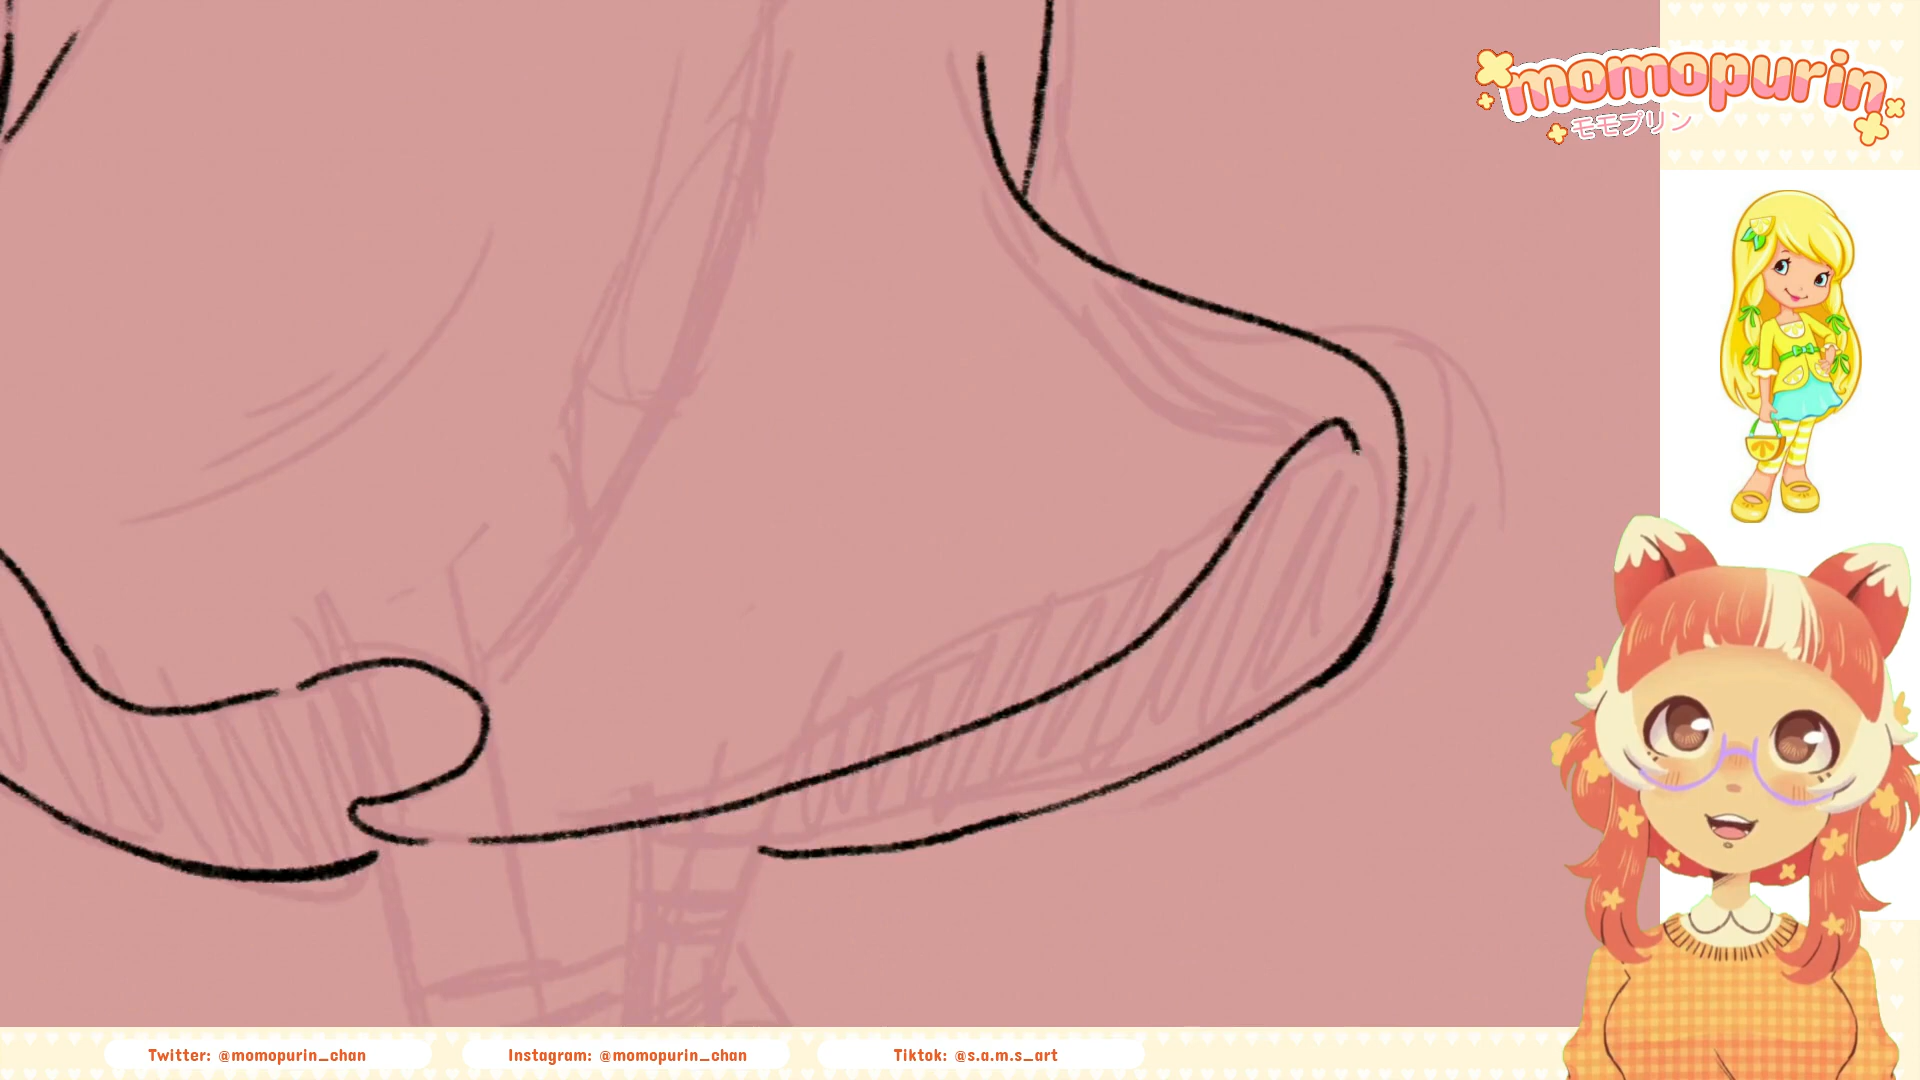 momopurin
モモプリン
Twitter: @momopurin_chan
Instagram: @momopurin_chan
Tiktok: @s.a.m.s_art